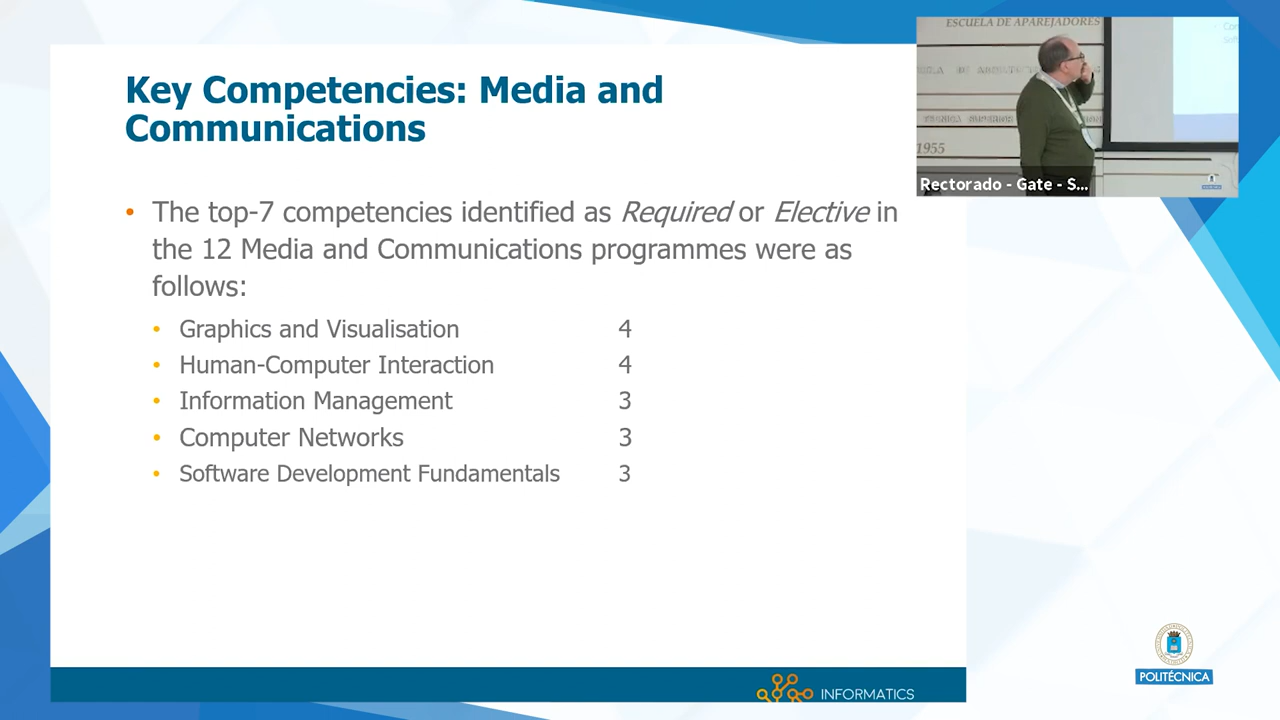 Key Competencies: Media and
Communications
• The top-7 competencies identified as Required or Elective in
the 12 Media and Communications programmes were as
follows:
• Graphics and Visualisation 4
• Human-Computer Interaction 4
• Information Management 3
• Computer Networks 3
• Software Development Fundamentals 3
INFORMATICS
ESCUELA DE APAREJADORES
TECNICA SUPERIOR
1955
Rectorado - Gate - S...
POLITÉCNICA